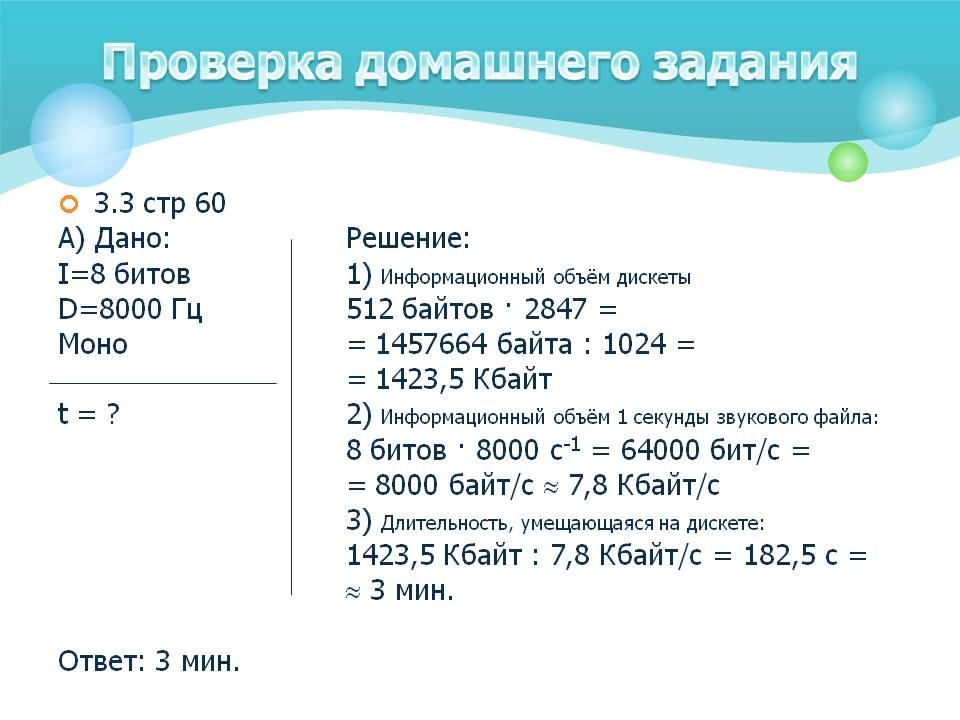 Проверка домашнего задания
3.3 стр 60
А) Дано:
I=8 битов
D=8000 Гц
Моно
t = ?
Решение:
1) Информационный объём дискеты
512 байтов · 2847 =
= 1457664 байта : 1024 =
= 1423,5 Кбайт
2) Информационный объём 1 секунды звукового файла:
8 битов · 8000 с⁻¹ = 64000 бит/с =
= 8000 байт/с ≈ 7,8 Кбайт/с
3) Длительность, умещающаяся на дискете:
1423,5 Кбайт : 7,8 Кбайт/с = 182,5 с =
≈ 3 мин.
Ответ: 3 мин.